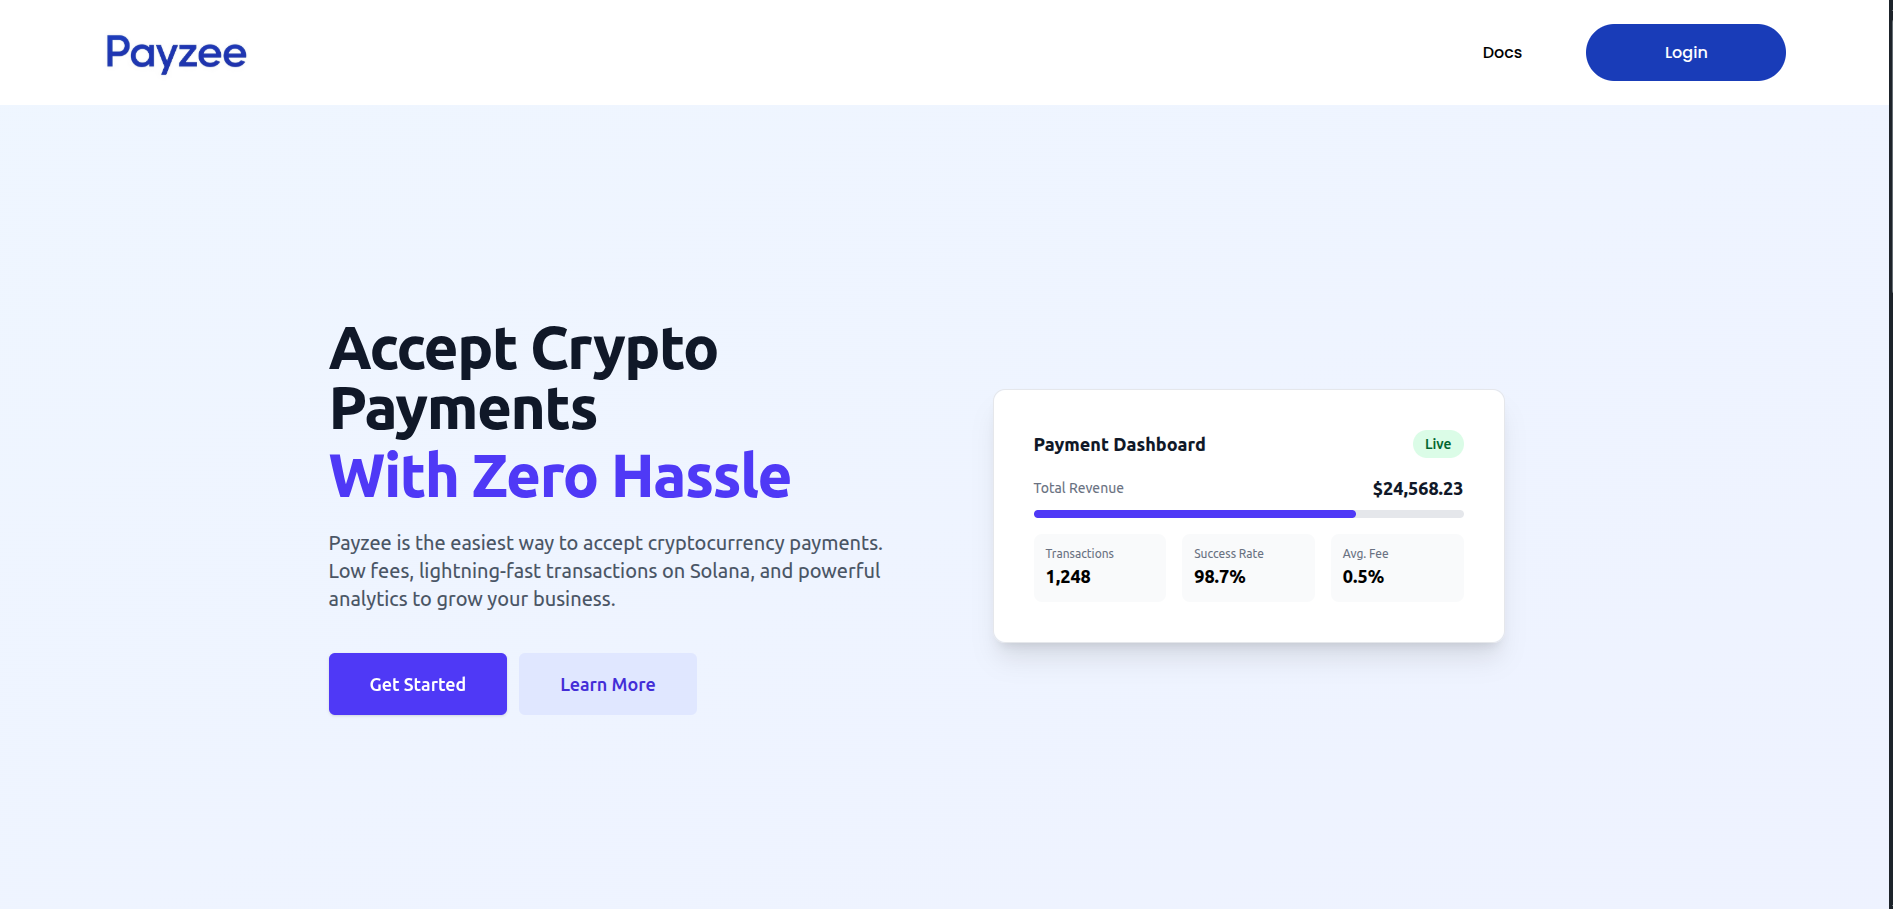 Payzee
Docs
Login
Accept Crypto
Payments
With Zero Hassle
Payzee is the easiest way to accept cryptocurrency payments.
Low fees, lightning-fast transactions on Solana, and powerful
analytics to grow your business.
Get Started
Learn More
Payment Dashboard
Live
Total Revenue
$24,568.23
Transactions
1,248
Success Rate
98.7%
Avg. Fee
0.5%